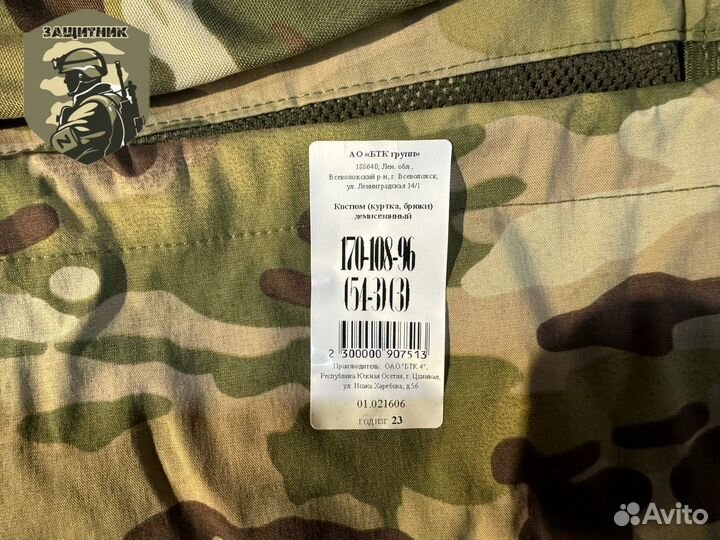 ЗАЩИТНИК
АО «БТК групп»
188640, Лен. обл.,
Всеволожский р-н, г. Всеволожск,
ул. Ленинградская 14/1
Костюм (куртка, брюки)
демисезонный
170-108-96
(54-3)(3)
2 300000 907513
Производитель: ОАО "БТК 4",
Республика Южная Осетия, г. Цхинвал,
ул. Исака Харебова, д.56
01.021606
год изг 23
Avito